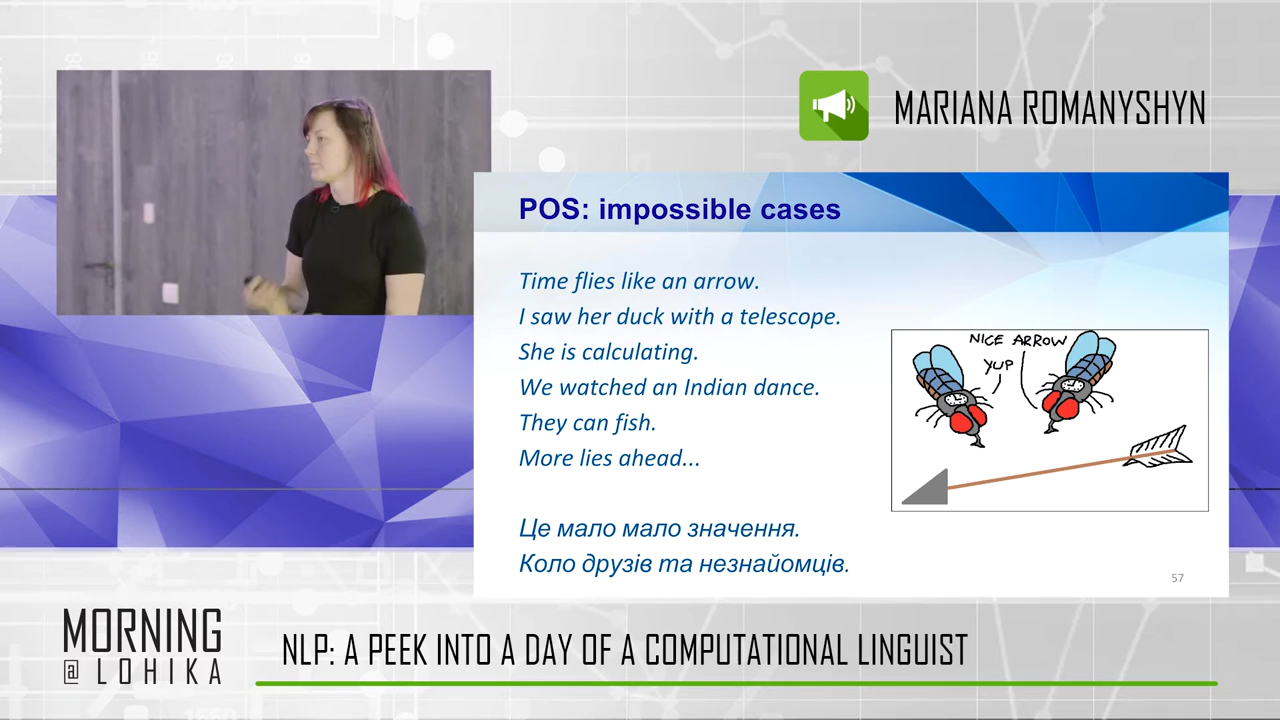 MARIANA ROMANYSHYN
POS: impossible cases
Time flies like an arrow.
I saw her duck with a telescope.
She is calculating.
We watched an Indian dance.
They can fish.
More lies ahead...
NICE ARROW
YUP
Це мало мало значення.
Коло друзів та незнайомців.
57
MORNING
@ LOHIKA
NLP: A PEEK INTO A DAY OF A COMPUTATIONAL LINGUIST